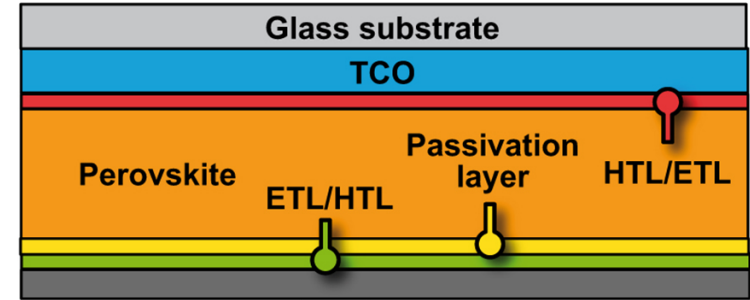 Glass substrate
TCO
Perovskite
ETL/HTL
Passivation
layer
HTL/ETL